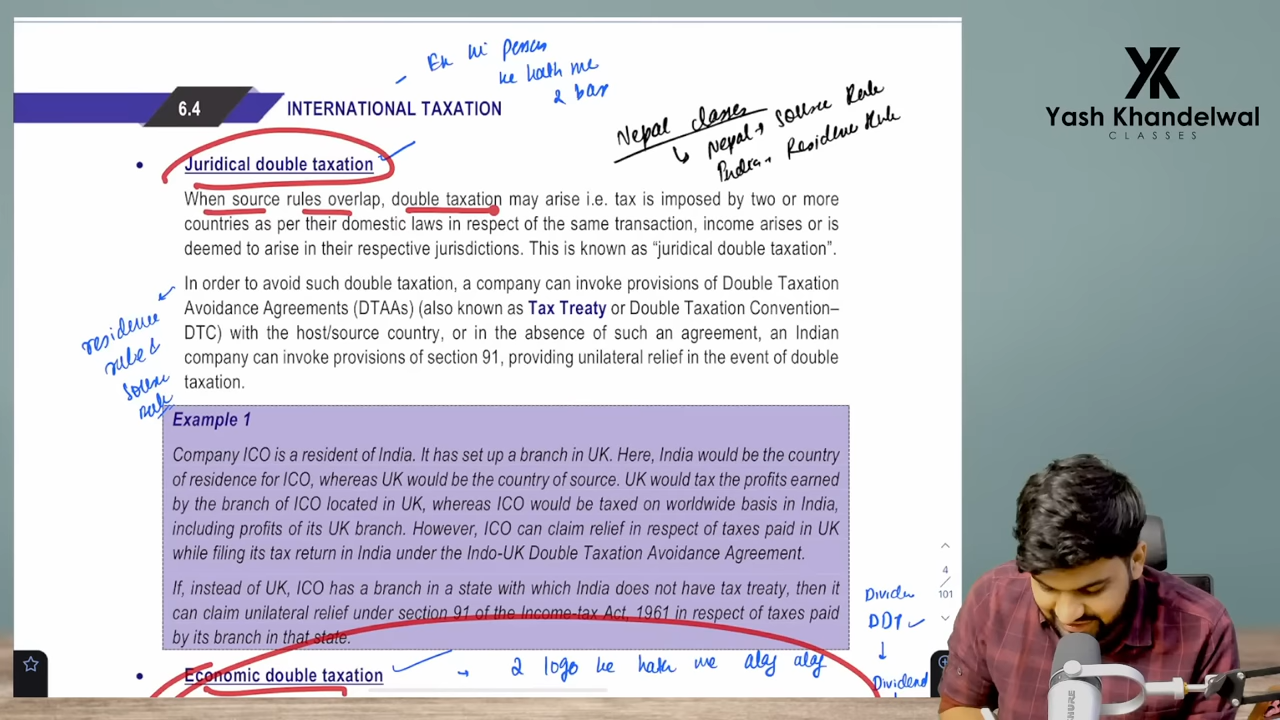 Ek hi person
ke hath me
2 bar
6.4
INTERNATIONAL TAXATION
Nepal classes
Nepal → Source Rule
India → Residence Rule
YK
Yash Khandelwal
CLASSES
• Juridical double taxation
When source rules overlap, double taxation may arise i.e. tax is imposed by two or more
countries as per their domestic laws in respect of the same transaction, income arises or is
deemed to arise in their respective jurisdictions. This is known as “juridical double taxation”.
In order to avoid such double taxation, a company can invoke provisions of Double Taxation
Avoidance Agreements (DTAAs) (also known as Tax Treaty or Double Taxation Convention–
DTC) with the host/source country, or in the absence of such an agreement, an Indian
company can invoke provisions of section 91, providing unilateral relief in the event of double
taxation.
residence
rule &
source
rule
Example 1
Company ICO is a resident of India. It has set up a branch in UK. Here, India would be the country
of residence for ICO, whereas UK would be the country of source. UK would tax the profits earned
by the branch of ICO located in UK, whereas ICO would be taxed on worldwide basis in India,
including profits of its UK branch. However, ICO can claim relief in respect of taxes paid in UK
while filing its tax return in India under the Indo-UK Double Taxation Avoidance Agreement.
If, instead of UK, ICO has a branch in a state with which India does not have tax treaty, then it
can claim unilateral relief under section 91 of the Income-tax Act, 1961 in respect of taxes paid
by its branch in that state.
4
/
101
DDT
Dividend
• Economic double taxation
→ 2 logo ke hath me alag alag
SHURE